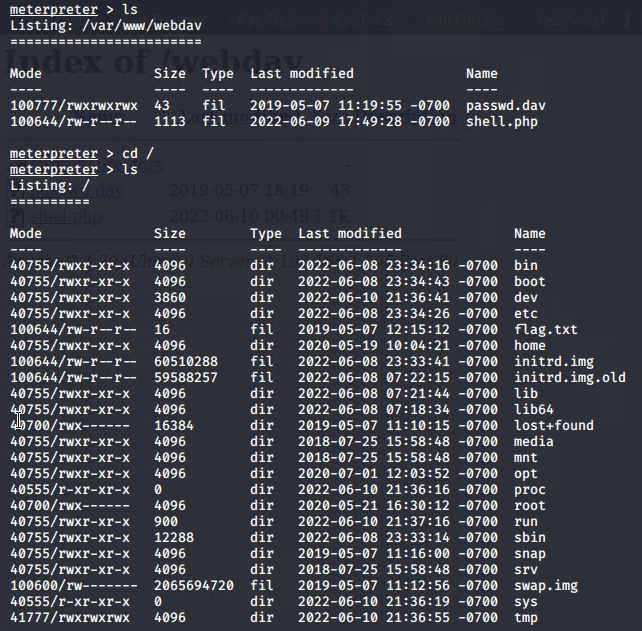 meterpreter > ls
Listing: /var/www/webdav
========================
Mode Size Type Last modified Name
---- ---- ---- ------------- ----
100777/rwxrwxrwx 43 fil 2019-05-07 11:19:55 -0700 passwd.dav
100644/rw-r--r-- 1113 fil 2022-06-09 17:49:28 -0700 shell.php
meterpreter > cd /
meterpreter > ls
Listing: /
==========
Mode Size Type Last modified Name
---- ---- ---- ------------- ----
40755/rwxr-xr-x 4096 dir 2022-06-08 23:34:16 -0700 bin
40755/rwxr-xr-x 4096 dir 2022-06-08 23:34:43 -0700 boot
40755/rwxr-xr-x 3860 dir 2022-06-10 21:36:41 -0700 dev
40755/rwxr-xr-x 4096 dir 2022-06-08 23:34:26 -0700 etc
100644/rw-r--r-- 16 fil 2019-05-07 12:15:12 -0700 flag.txt
40755/rwxr-xr-x 4096 dir 2020-05-19 10:04:21 -0700 home
100644/rw-r--r-- 60510288 fil 2022-06-08 23:33:41 -0700 initrd.img
100644/rw-r--r-- 59588257 fil 2022-06-08 07:22:15 -0700 initrd.img.old
40755/rwxr-xr-x 4096 dir 2022-06-08 07:21:44 -0700 lib
40755/rwxr-xr-x 4096 dir 2022-06-08 07:18:34 -0700 lib64
40700/rwx------ 16384 dir 2019-05-07 11:10:15 -0700 lost+found
40755/rwxr-xr-x 4096 dir 2018-07-25 15:58:48 -0700 media
40755/rwxr-xr-x 4096 dir 2018-07-25 15:58:48 -0700 mnt
40755/rwxr-xr-x 4096 dir 2020-07-01 12:03:52 -0700 opt
40555/r-xr-xr-x 0 dir 2022-06-10 21:36:16 -0700 proc
40700/rwx------ 4096 dir 2020-05-21 16:30:12 -0700 root
40755/rwxr-xr-x 900 dir 2022-06-10 21:37:16 -0700 run
40755/rwxr-xr-x 12288 dir 2022-06-08 23:33:14 -0700 sbin
40755/rwxr-xr-x 4096 dir 2019-05-07 11:16:00 -0700 snap
40755/rwxr-xr-x 4096 dir 2018-07-25 15:58:48 -0700 srv
100600/rw------- 2065694720 fil 2019-05-07 11:12:56 -0700 swap.img
40555/r-xr-xr-x 0 dir 2022-06-10 21:36:19 -0700 sys
41777/rwxrwxrwx 4096 dir 2022-06-10 21:36:55 -0700 tmp
Index of /webdav
2019-05-07 18:19 43
shell.php 2022-06-10 00:49 1.1K